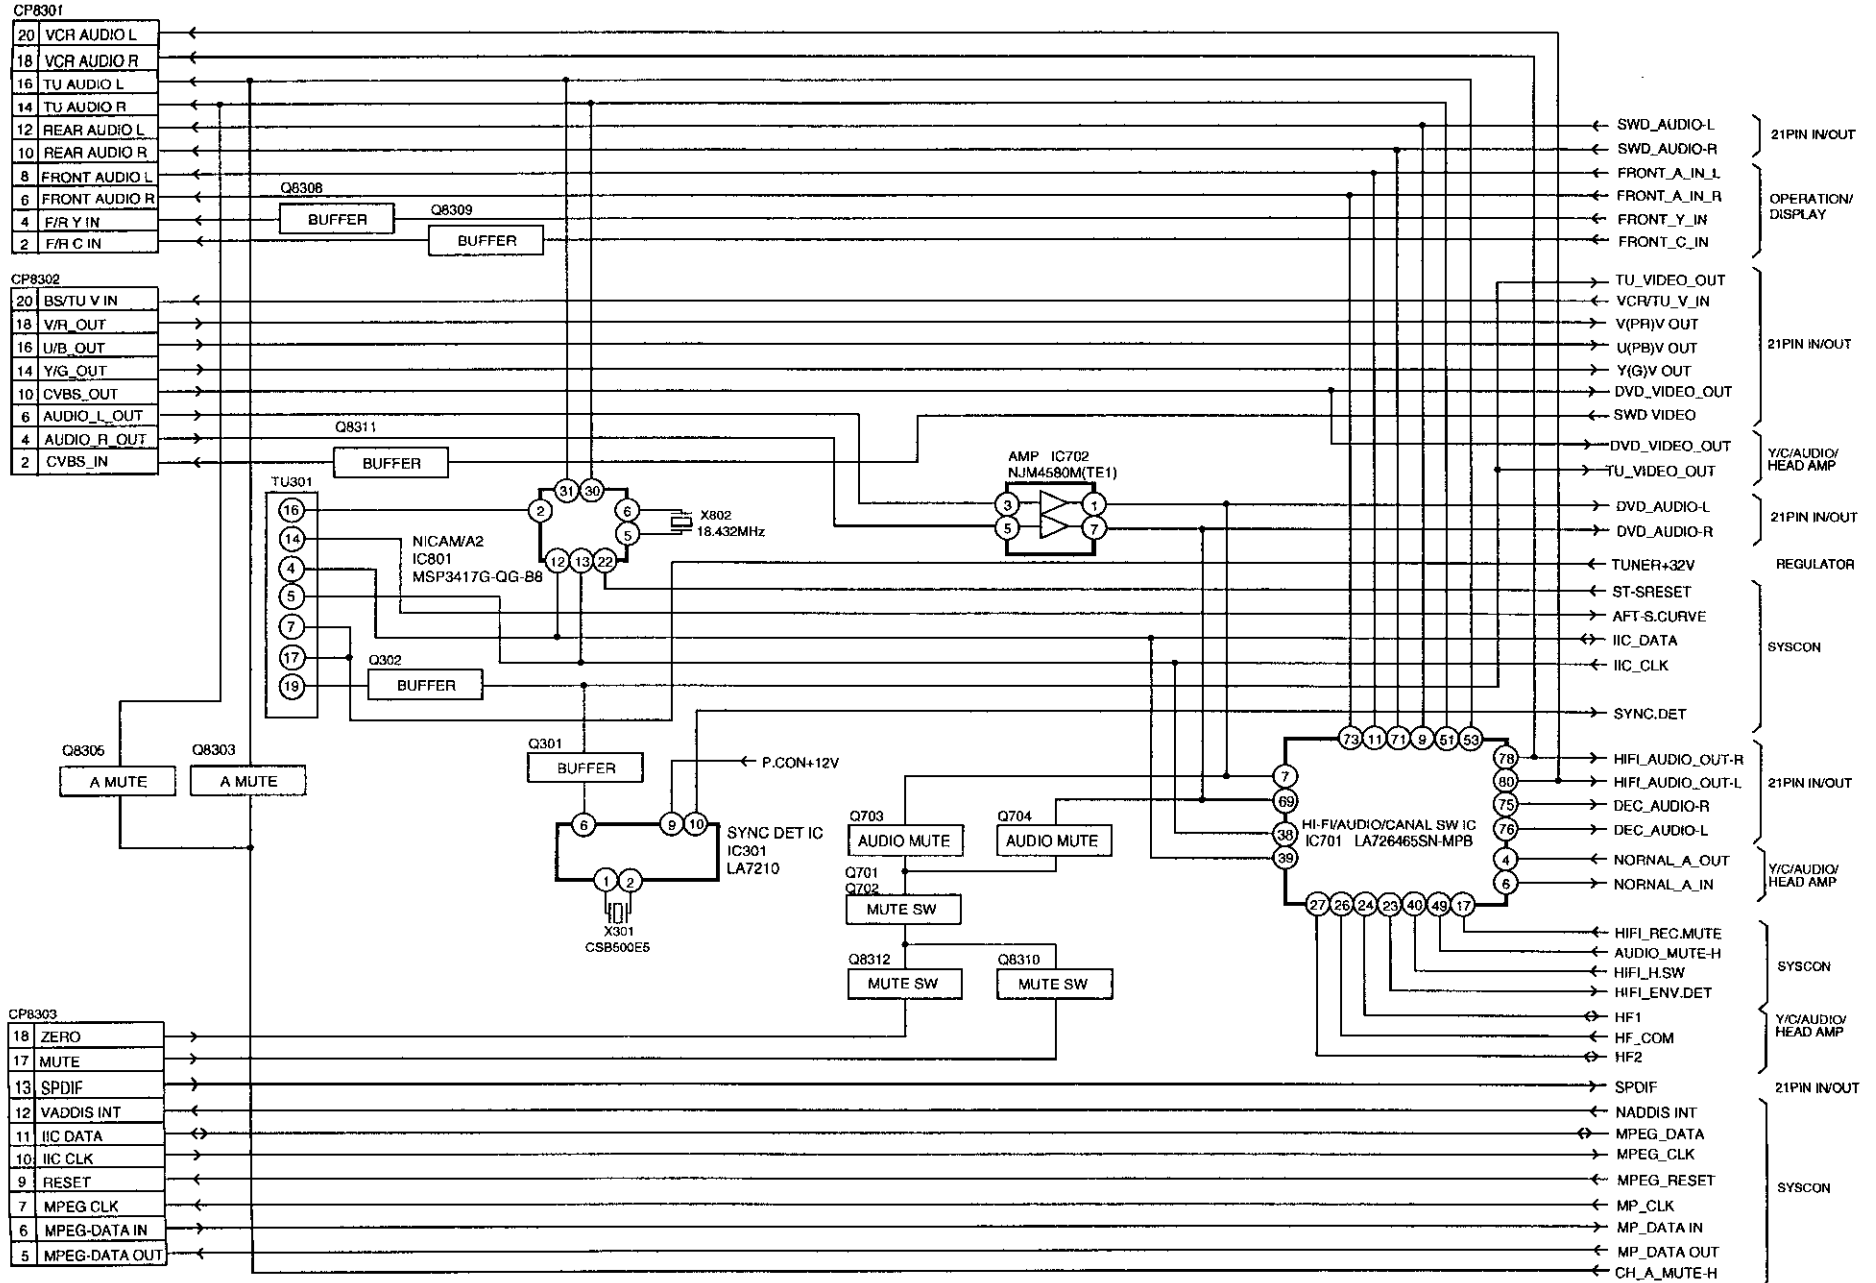 CP8301
20 VCR AUDIO L
18 VCR AUDIO R
16 TU AUDIO L
14 TU AUDIO R
12 REAR AUDIO L
10 REAR AUDIO R
8 FRONT AUDIO L
6 FRONT AUDIO R
4 F/R Y IN
2 F/R C IN
Q8308
BUFFER
Q8309
BUFFER
SWD_AUDIO-L
SWD_AUDIO-R
21PIN IN/OUT
FRONT_A_IN_L
FRONT_A_IN_R
FRONT_Y_IN
FRONT_C_IN
OPERATION/
DISPLAY
CP8302
20 BS/TU V IN
18 V/R_OUT
16 U/B_OUT
14 Y/G_OUT
10 CVBS_OUT
6 AUDIO_L_OUT
4 AUDIO_R_OUT
2 CVBS_IN
Q8311
BUFFER
TU_VIDEO_OUT
VCR/TU_V_IN
V(PR)V OUT
U(PB)V OUT
Y(G)V OUT
DVD_VIDEO_OUT
SWD VIDEO
21PIN IN/OUT
DVD_VIDEO_OUT
TU_VIDEO_OUT
Y/C/AUDIO/
HEAD AMP
TU301
16
14
4
5
7
17
19
31 30
2
6
5
12 13 22
X802
18.432MHz
NICAM/A2
IC801
MSP3417G-QG-B8
AMP IC702
NJM4580M(TE1)
3 1
5 7
DVD_AUDIO-L
DVD_AUDIO-R
21PIN IN/OUT
TUNER+32V
REGULATOR
ST-SRESET
AFT-S.CURVE
IIC_DATA
IIC_CLK
SYNC.DET
SYSCON
Q302
BUFFER
Q8305
A MUTE
Q8303
A MUTE
Q301
BUFFER
P.CON+12V
6 9 10
1 2
SYNC DET IC
IC301
LA7210
X301
CSB500E5
Q703
AUDIO MUTE
Q704
AUDIO MUTE
Q701
Q702
MUTE SW
Q8312
MUTE SW
Q8310
MUTE SW
73 11 71 9 51 53
7
69
38
39
HI-FI/AUDIO/CANAL SW IC
IC701 LA726465SN-MPB
78
80
75
76
4
6
27 26 24 23 40 49 17
HIFI_AUDIO_OUT-R
HIFI_AUDIO_OUT-L
DEC_AUDIO-R
DEC_AUDIO-L
21PIN IN/OUT
NORNAL_A_OUT
NORNAL_A_IN
Y/C/AUDIO/
HEAD AMP
HIFI_REC.MUTE
AUDIO_MUTE-H
HIFI_H.SW
HIFI_ENV.DET
SYSCON
HF1
HF_COM
HF2
Y/C/AUDIO/
HEAD AMP
CP8303
18 ZERO
17 MUTE
13 SPDIF
12 VADDIS INT
11 IIC DATA
10 IIC CLK
9 RESET
7 MPEG CLK
6 MPEG-DATA IN
5 MPEG-DATA OUT
SPDIF
21PIN IN/OUT
NADDIS INT
MPEG_DATA
MPEG_CLK
MPEG_RESET
MP_CLK
MP_DATA IN
MP_DATA OUT
CH_A_MUTE-H
SYSCON